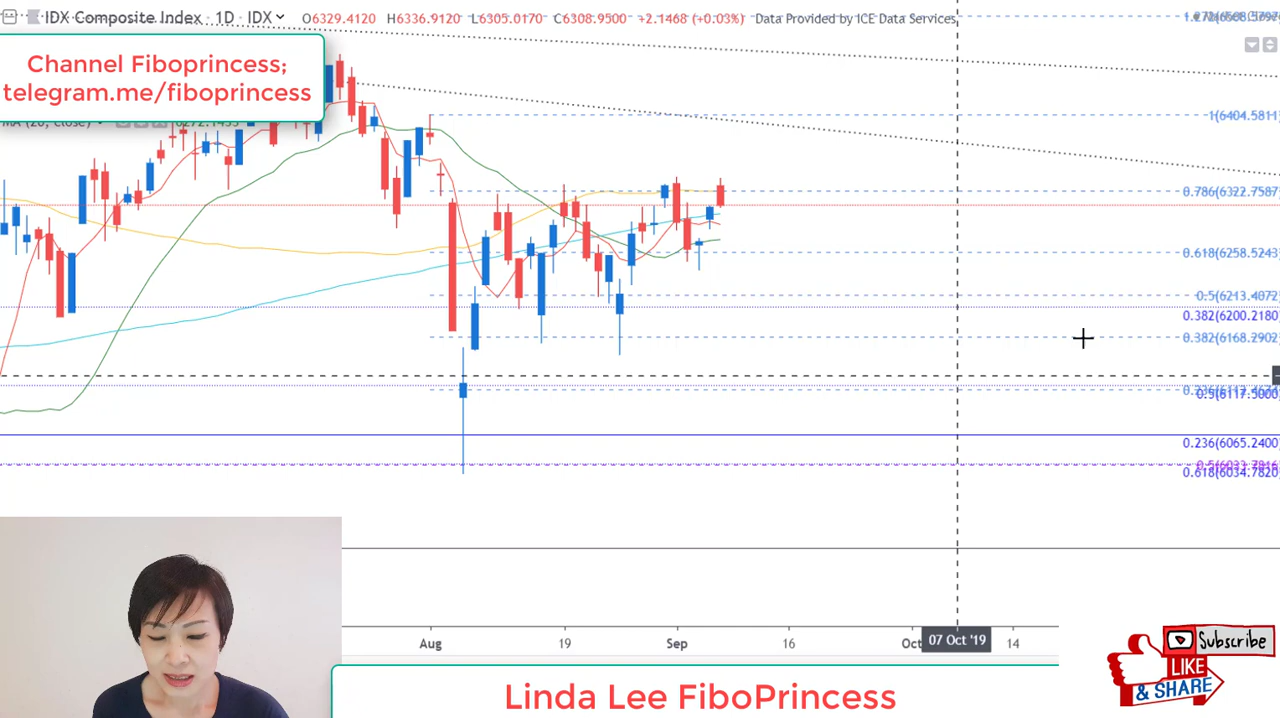 IDX Composite Index · 1D · IDX
O6329.4120 H6336.9120 L6305.0170 C6308.9500 +2.1468 (+0.03%) Data Provided by ICE Data Services
Channel Fiboprincess;
telegram.me/fiboprincess
1(6404.5811)
0.786(6322.7587)
0.618(6258.5243)
0.5(6213.4072)
0.382(6200.2180)
0.382(6168.2902)
0.5(6117.5000)
0.236(6065.2400)
0.618(6034.7820)
Aug 19 Sep 16 Oct 07 Oct '19 14
Subscribe
LIKE
& SHARE
Linda Lee FiboPrincess